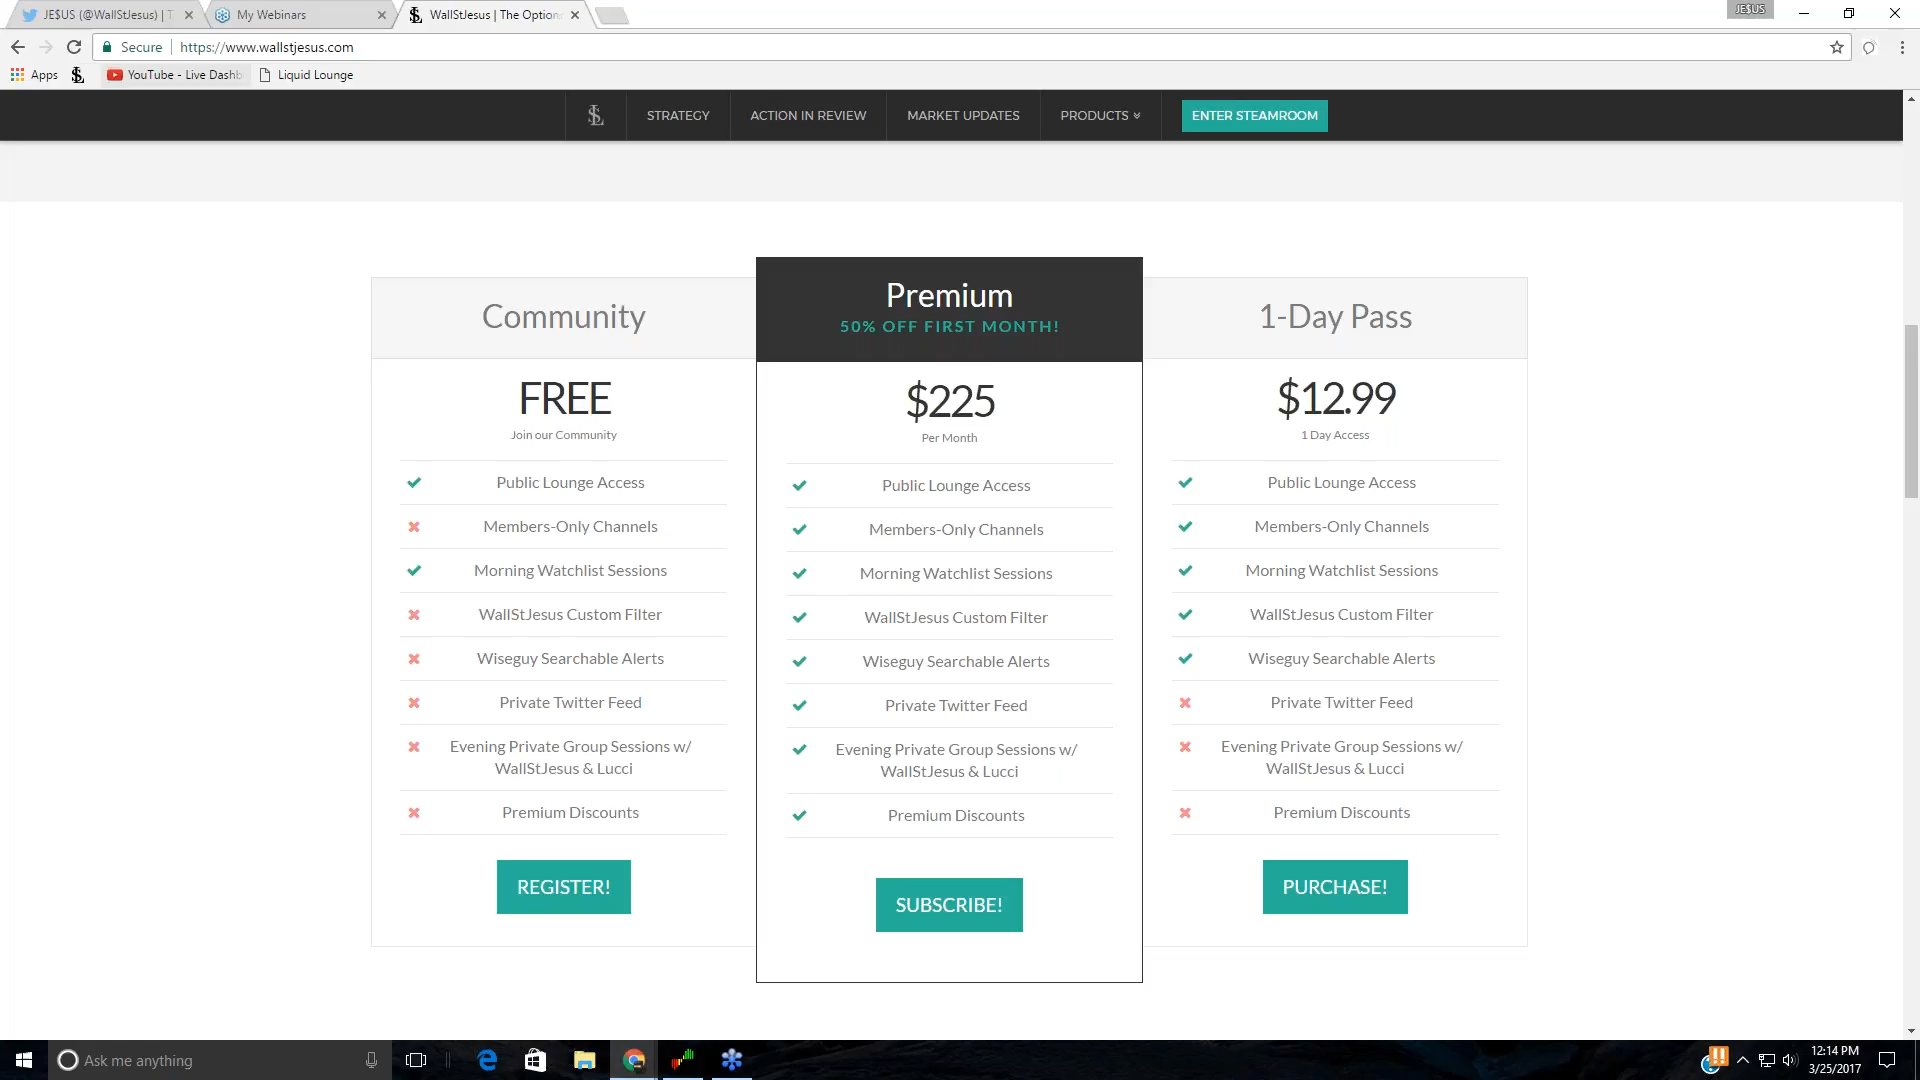 JE$US (@WallStJesus) | T
My Webinars
WallStJesus | The Option
JE$US
Secure
https://www.wallstjesus.com
Apps
YouTube - Live Dashb
Liquid Lounge
STRATEGY
ACTION IN REVIEW
MARKET UPDATES
PRODUCTS
ENTER STEAMROOM
Community
FREE
Join our Community
Public Lounge Access
Members-Only Channels
Morning Watchlist Sessions
WallStJesus Custom Filter
Wiseguy Searchable Alerts
Private Twitter Feed
Evening Private Group Sessions w/
WallStJesus & Lucci
Premium Discounts
REGISTER!
Premium
50% OFF FIRST MONTH!
$225
Per Month
Public Lounge Access
Members-Only Channels
Morning Watchlist Sessions
WallStJesus Custom Filter
Wiseguy Searchable Alerts
Private Twitter Feed
Evening Private Group Sessions w/
WallStJesus & Lucci
Premium Discounts
SUBSCRIBE!
1-Day Pass
$12.99
1 Day Access
Public Lounge Access
Members-Only Channels
Morning Watchlist Sessions
WallStJesus Custom Filter
Wiseguy Searchable Alerts
Private Twitter Feed
Evening Private Group Sessions w/
WallStJesus & Lucci
Premium Discounts
PURCHASE!
Ask me anything
12:14 PM
3/25/2017